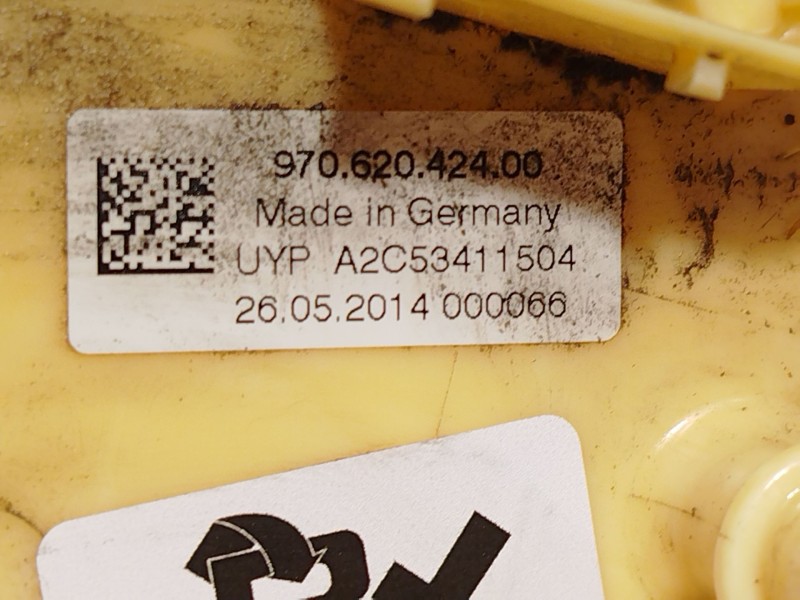 970.620.424.00
Made in Germany
UYP A2C53411504
26.05.2014 000066